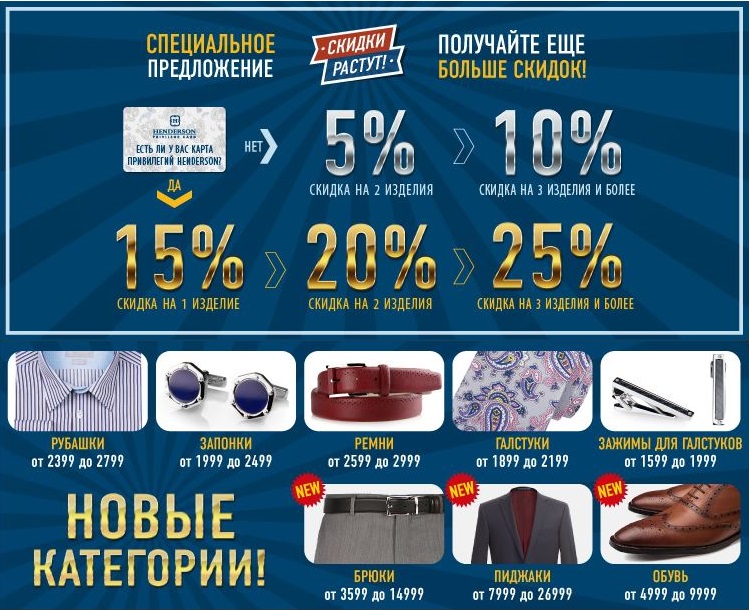 СПЕЦИАЛЬНОЕ
ПРЕДЛОЖЕНИЕ
СКИДКИ
РАСТУТ!
ПОЛУЧАЙТЕ ЕЩЕ
БОЛЬШЕ СКИДОК!
HENDERSON
PRIVILEGE CARD
ЕСТЬ ЛИ У ВАС КАРТА
ПРИВИЛЕГИЙ HENDERSON?
НЕТ
5%
СКИДКА НА 2 ИЗДЕЛИЯ
10%
СКИДКА НА 3 ИЗДЕЛИЯ И БОЛЕЕ
ДА
15%
СКИДКА НА 1 ИЗДЕЛИЕ
20%
СКИДКА НА 2 ИЗДЕЛИЯ
25%
СКИДКА НА 3 ИЗДЕЛИЯ И БОЛЕЕ
РУБАШКИ
от 2399 до 2799
ЗАПОНКИ
от 1999 до 2499
РЕМНИ
от 2599 до 2999
ГАЛСТУКИ
от 1899 до 2199
ЗАЖИМЫ ДЛЯ ГАЛСТУКОВ
от 1599 до 1999
НОВЫЕ
КАТЕГОРИИ!
NEW
БРЮКИ
от 3599 до 14999
NEW
ПИДЖАКИ
от 7999 до 26999
NEW
ОБУВЬ
от 4999 до 9999